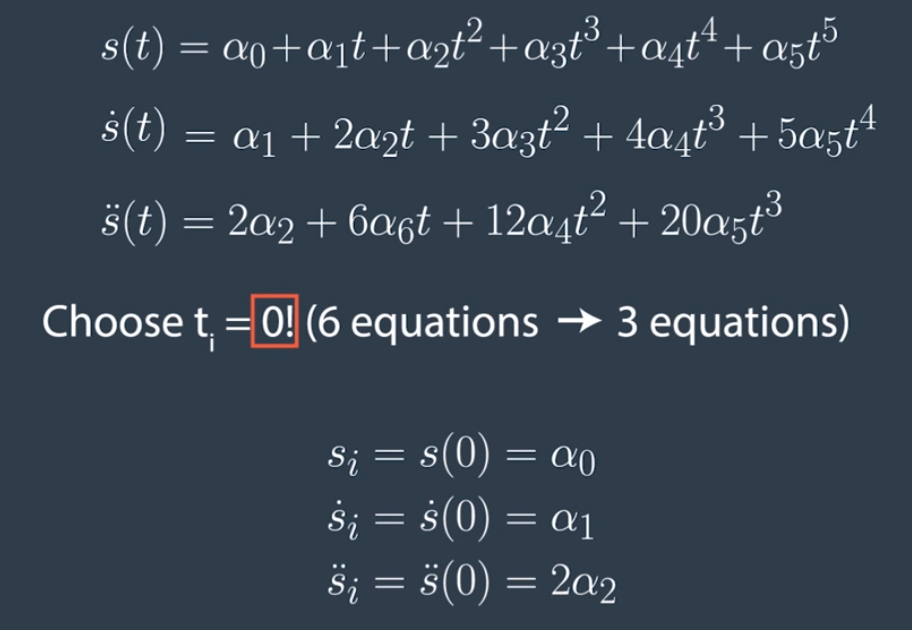 s(t) = α₀+α₁t+α₂t²+α₃t³+α₄t⁴+α₅t⁵
ṡ(t) = α₁ + 2α₂t + 3α₃t² + 4α₄t³ + 5α₅t⁴
s̈(t) = 2α₂ + 6α₆t + 12α₄t² + 20α₅t³
Choose tᵢ = 0! (6 equations → 3 equations)
sᵢ = s(0) = α₀
ṡᵢ = ṡ(0) = α₁
s̈ᵢ = s̈(0) = 2α₂